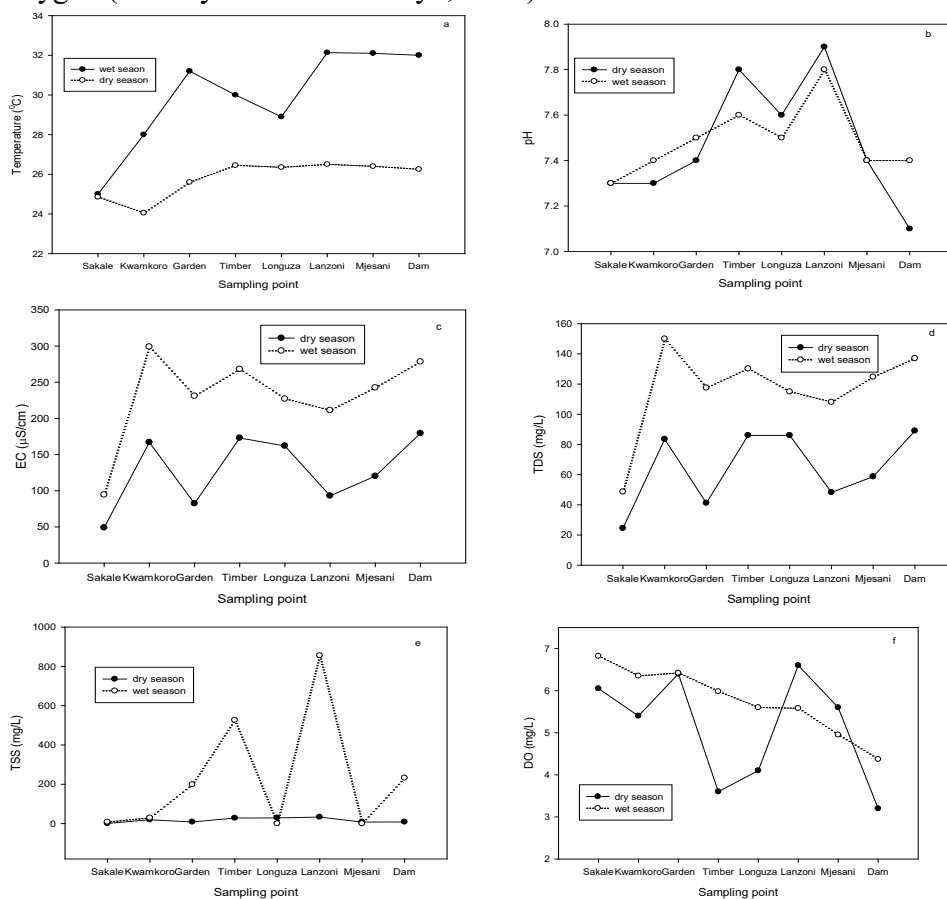 a
wet seaon
dry season
Temperature (⁰C)
34
32
30
28
26
24
22
Sakale Kwamkoro Garden Timber Longuza Lanzoni Mjesani Dam
Sampling point
b
dry season
wet season
pH
7.8
7.6
7.4
7.2
7.0
Sakale Kwamkoro Garden Timber Longuza Lanzoni Mjesani Dam
Sampling point
c
dry season
wet season
EC (µS/cm )
350
300
250
200
150
100
50
0
Sakale Kwamkoro Garden Timber Longuza Lanzoni Mjesani Dam
Sampling point
d
dry season
wet season
TDS (mg/L)
160
140
120
100
80
60
40
20
0
Sakale Kwamkoro Garden Timber Longuza Lanzoni Mjesani Dam
Sampling point
e
dry season
wet season
TSS (mg/L)
1000
800
600
400
200
0
Sakale Kwamkoro Garden Timber Longuza Lanzoni Mjesani Dam
Sampling point
f
dry season
wet season
DO (mg/L)
7
6
5
4
3
2
Sakale Kwamkoro Garden Timber Longuza Lanzoni Mjesani Dam
Sampling point